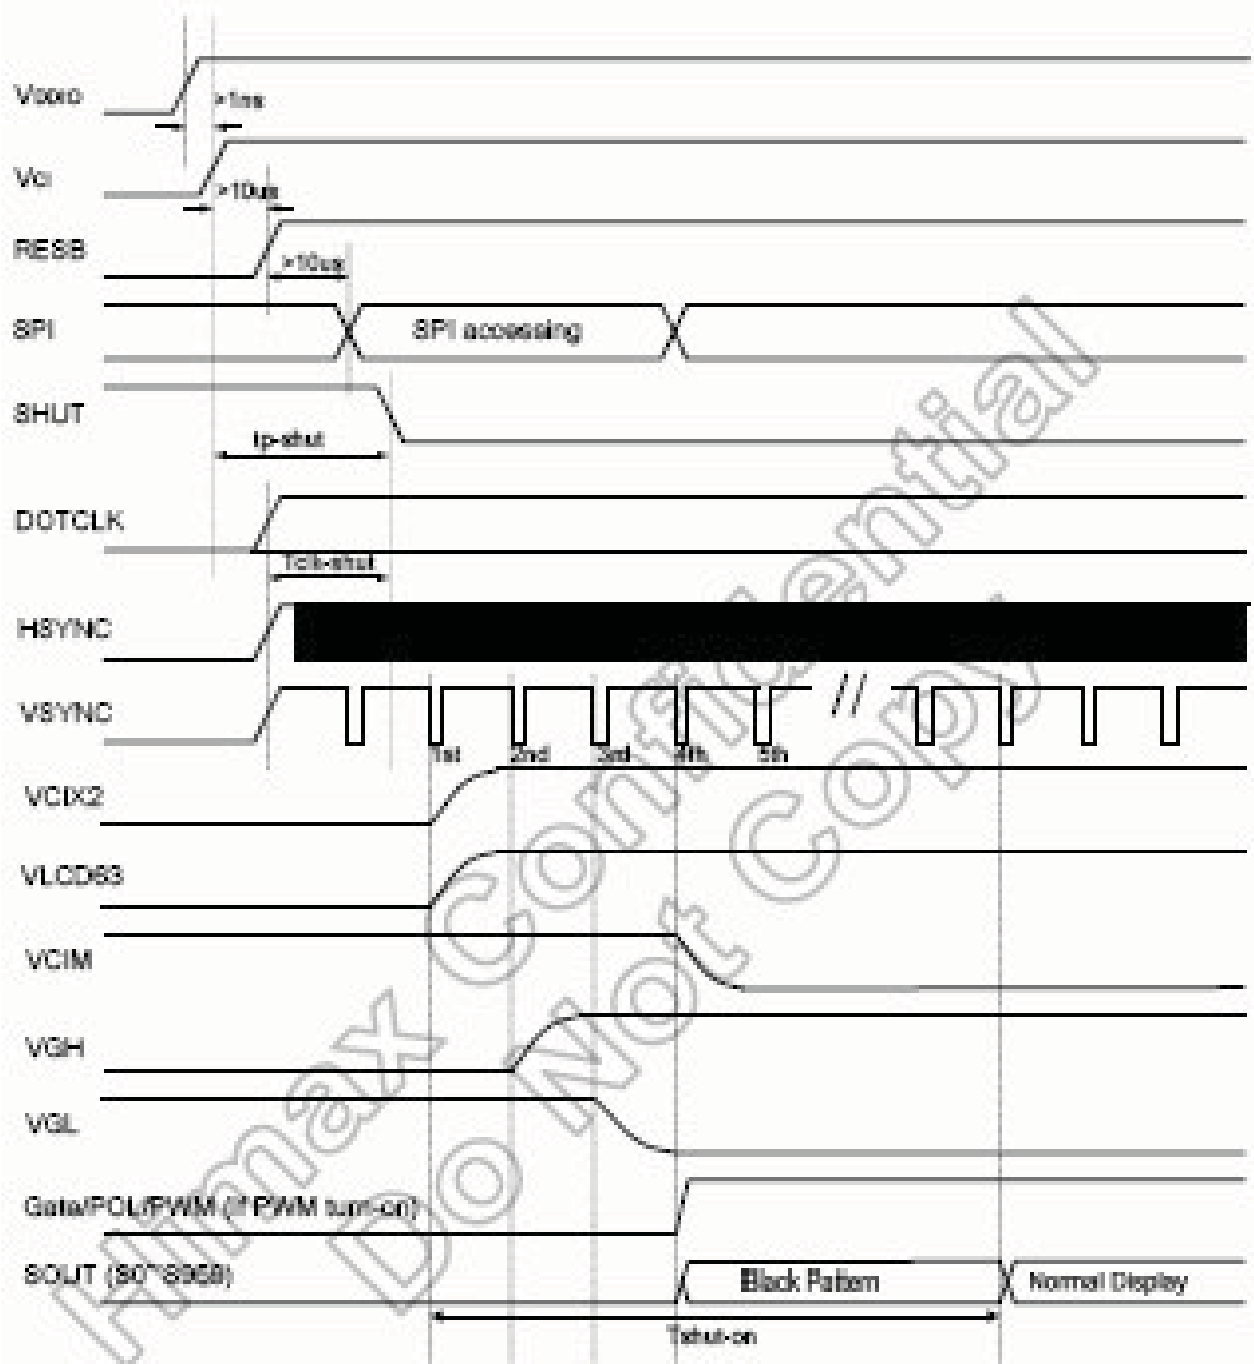 VDDIO
>1ns
VCI
>10us
RESB
>10us
SPI
SPI accessing
SHUT
tp-shut
DOTCLK
Tclk-shut
HSYNC
VSYNC
//
1st 2nd 3rd 4th 5th
VCIX2
VLCD63
VCIM
VGH
VGL
Gate/POL/PWM (if PWM turn-on)
SOUT (S0~S959)
Black Pattern
Normal Display
Tshut-on
Himax Confidential
Do Not Copy